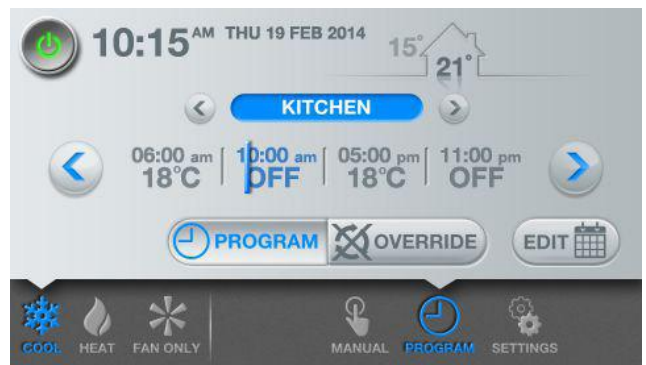 10:15 AM THU 19 FEB 2014
15°
21°
KITCHEN
06:00 am 10:00 am 05:00 pm 11:00 pm
18°C OFF 18°C OFF
PROGRAM OVERRIDE EDIT
COOL HEAT FAN ONLY MANUAL PROGRAM SETTINGS